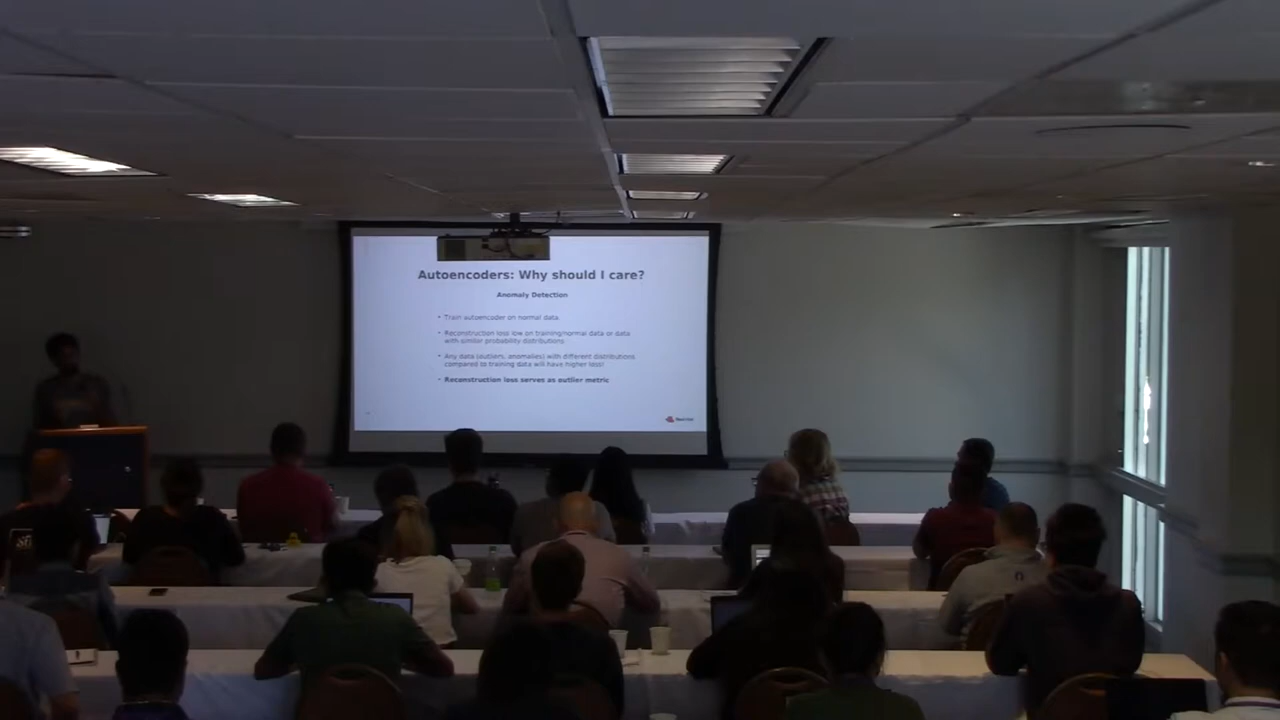 Autoencoders: Why should I care?
Anomaly Detection
• Train autoencoder on normal data.
• Reconstruction loss low on training/normal data or data
with similar probability distributions.
• Any data (outliers, anomalies) with different distributions
compared to training data will have higher loss!
• Reconstruction loss serves as outlier metric